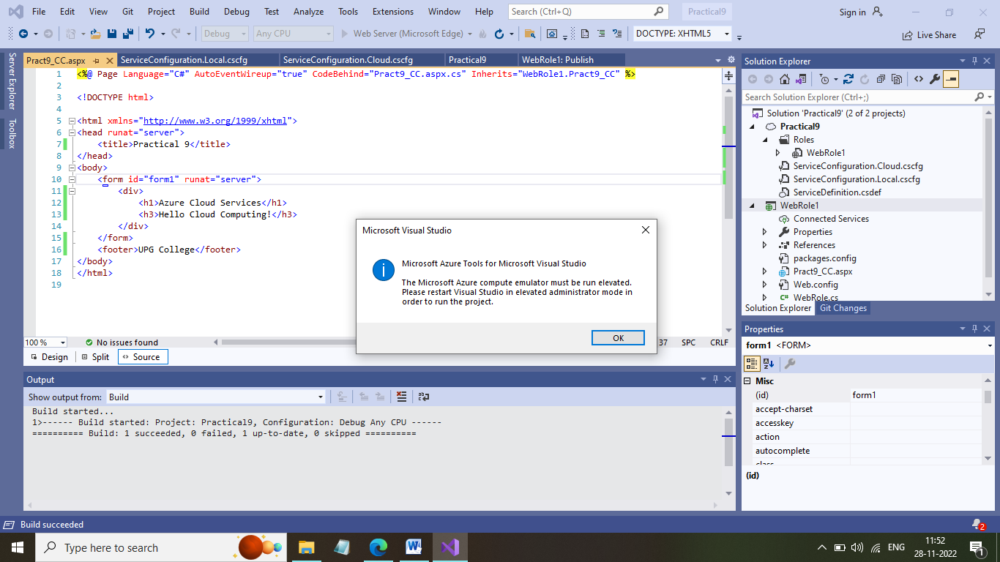 File Edit View Git Project Build Debug Test Analyze Tools Extensions Window Help Search (Ctrl+Q) Practical9 Sign in
Debug Any CPU Web Server (Microsoft Edge) DOCTYPE: XHTML5 Live Share
Server Explorer
Toolbox
Pract9_CC.aspx ServiceConfiguration.Local.cscfg ServiceConfiguration.Cloud.cscfg Practical9 WebRole1: Publish
1 <%@ Page Language="C#" AutoEventWireup="true" CodeBehind="Pract9_CC.aspx.cs" Inherits="WebRole1.Pract9_CC" %>
2
3 <!DOCTYPE html>
4
5 <html xmlns="http://www.w3.org/1999/xhtml">
6 <head runat="server">
7 <title>Practical 9</title>
8 </head>
9 <body>
10 <form id="form1" runat="server">
11 <div>
12 <h1>Azure Cloud Services</h1>
13 <h3>Hello Cloud Computing!</h3>
14 </div>
15 </form>
16 <footer>UPG College</footer>
17 </body>
18 </html>
19
100 % No issues found 37 SPC CRLF
Design Split Source
Microsoft Visual Studio
Microsoft Azure Tools for Microsoft Visual Studio
The Microsoft Azure compute emulator must be run elevated.
Please restart Visual Studio in elevated administrator mode in
order to run the project.
OK
Output
Show output from: Build
Build started...
1>------ Build started: Project: Practical9, Configuration: Debug Any CPU ------
========== Build: 1 succeeded, 0 failed, 1 up-to-date, 0 skipped ==========
Solution Explorer
Search Solution Explorer (Ctrl+;)
Solution 'Practical9' (2 of 2 projects)
Practical9
Roles
WebRole1
ServiceConfiguration.Cloud.cscfg
ServiceConfiguration.Local.cscfg
ServiceDefinition.csdef
WebRole1
Connected Services
Properties
References
packages.config
Pract9_CC.aspx
Web.config
C# WebRole.cs
Solution Explorer Git Changes
Properties
form1 <FORM>
Misc
(id) form1
accept-charset
accesskey
action
autocomplete
class
(id)
Build succeeded 2
Type here to search ENG 11:52
28-11-2022 1